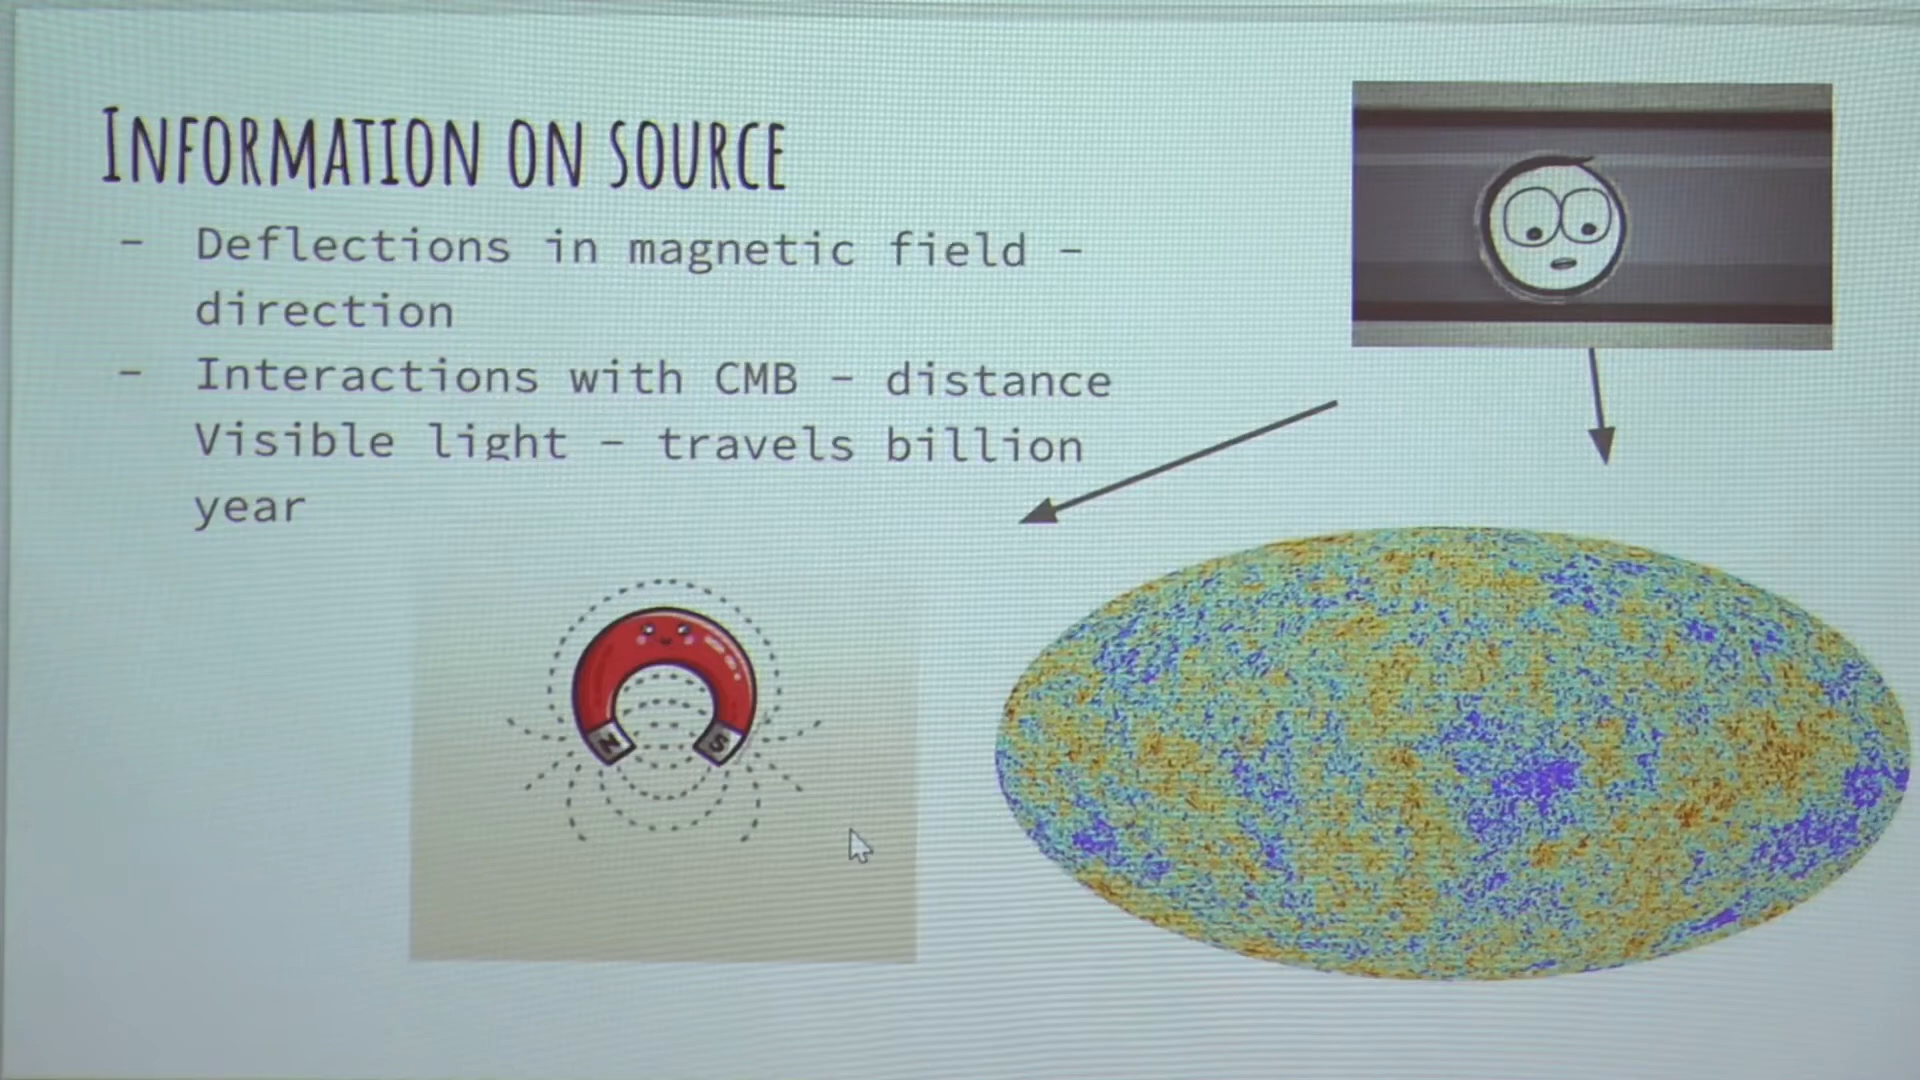 INFORMATION ON SOURCE
- Deflections in magnetic field -
direction
- Interactions with CMB - distance
Visible light - travels billion
year
N S